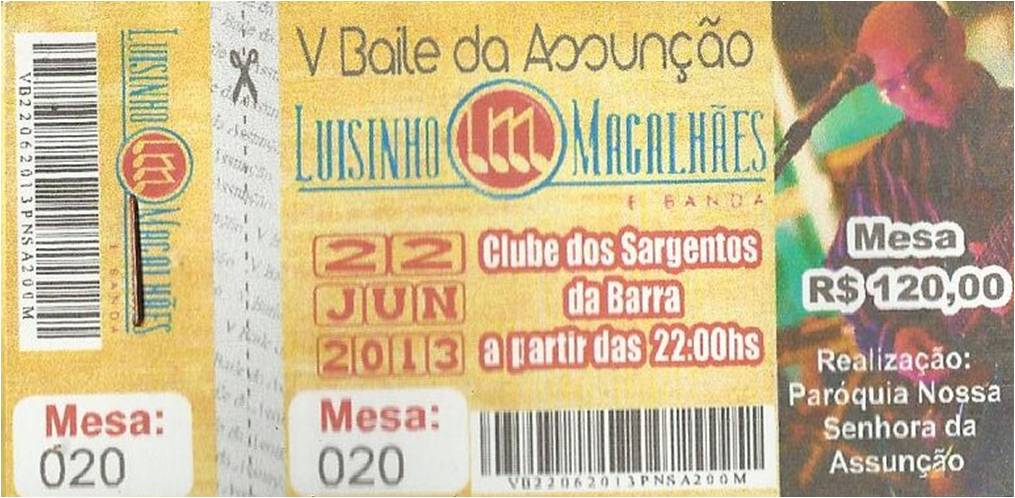 VB22062013PNSA200M
LUISINHO MAGALHÃES
E BANDA
Mesa:
020
V Baile da Assunção
LUISINHO MAGALHÃES
E BANDA
22
JUN
2013
Clube dos Sargentos
da Barra
a partir das 22:00hs
Mesa:
020
VB22062013PNSA200M
Mesa
R$ 120,00
Realização:
Paróquia Nossa
Senhora da
Assunção